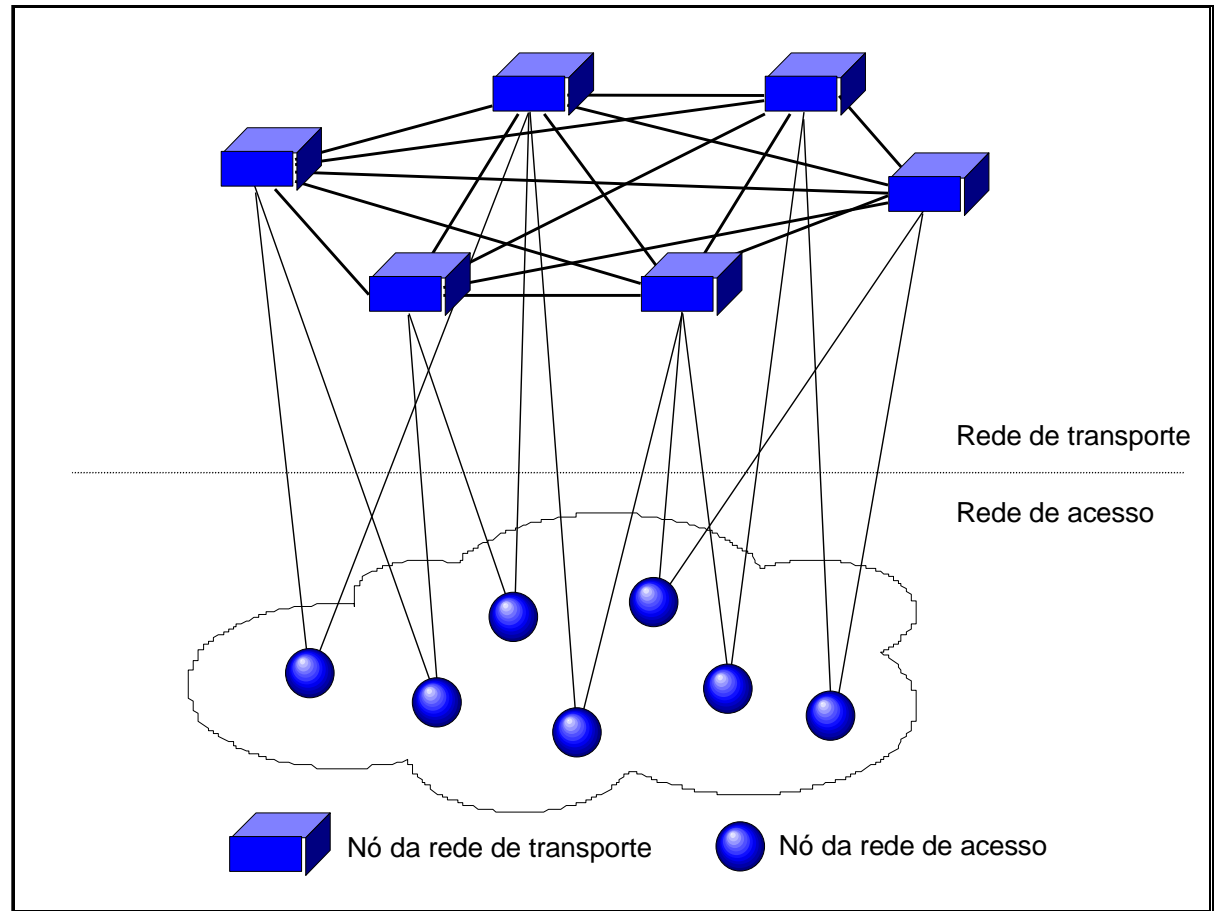 Rede de transporte
Rede de acesso
Nó da rede de transporte
Nó da rede de acesso